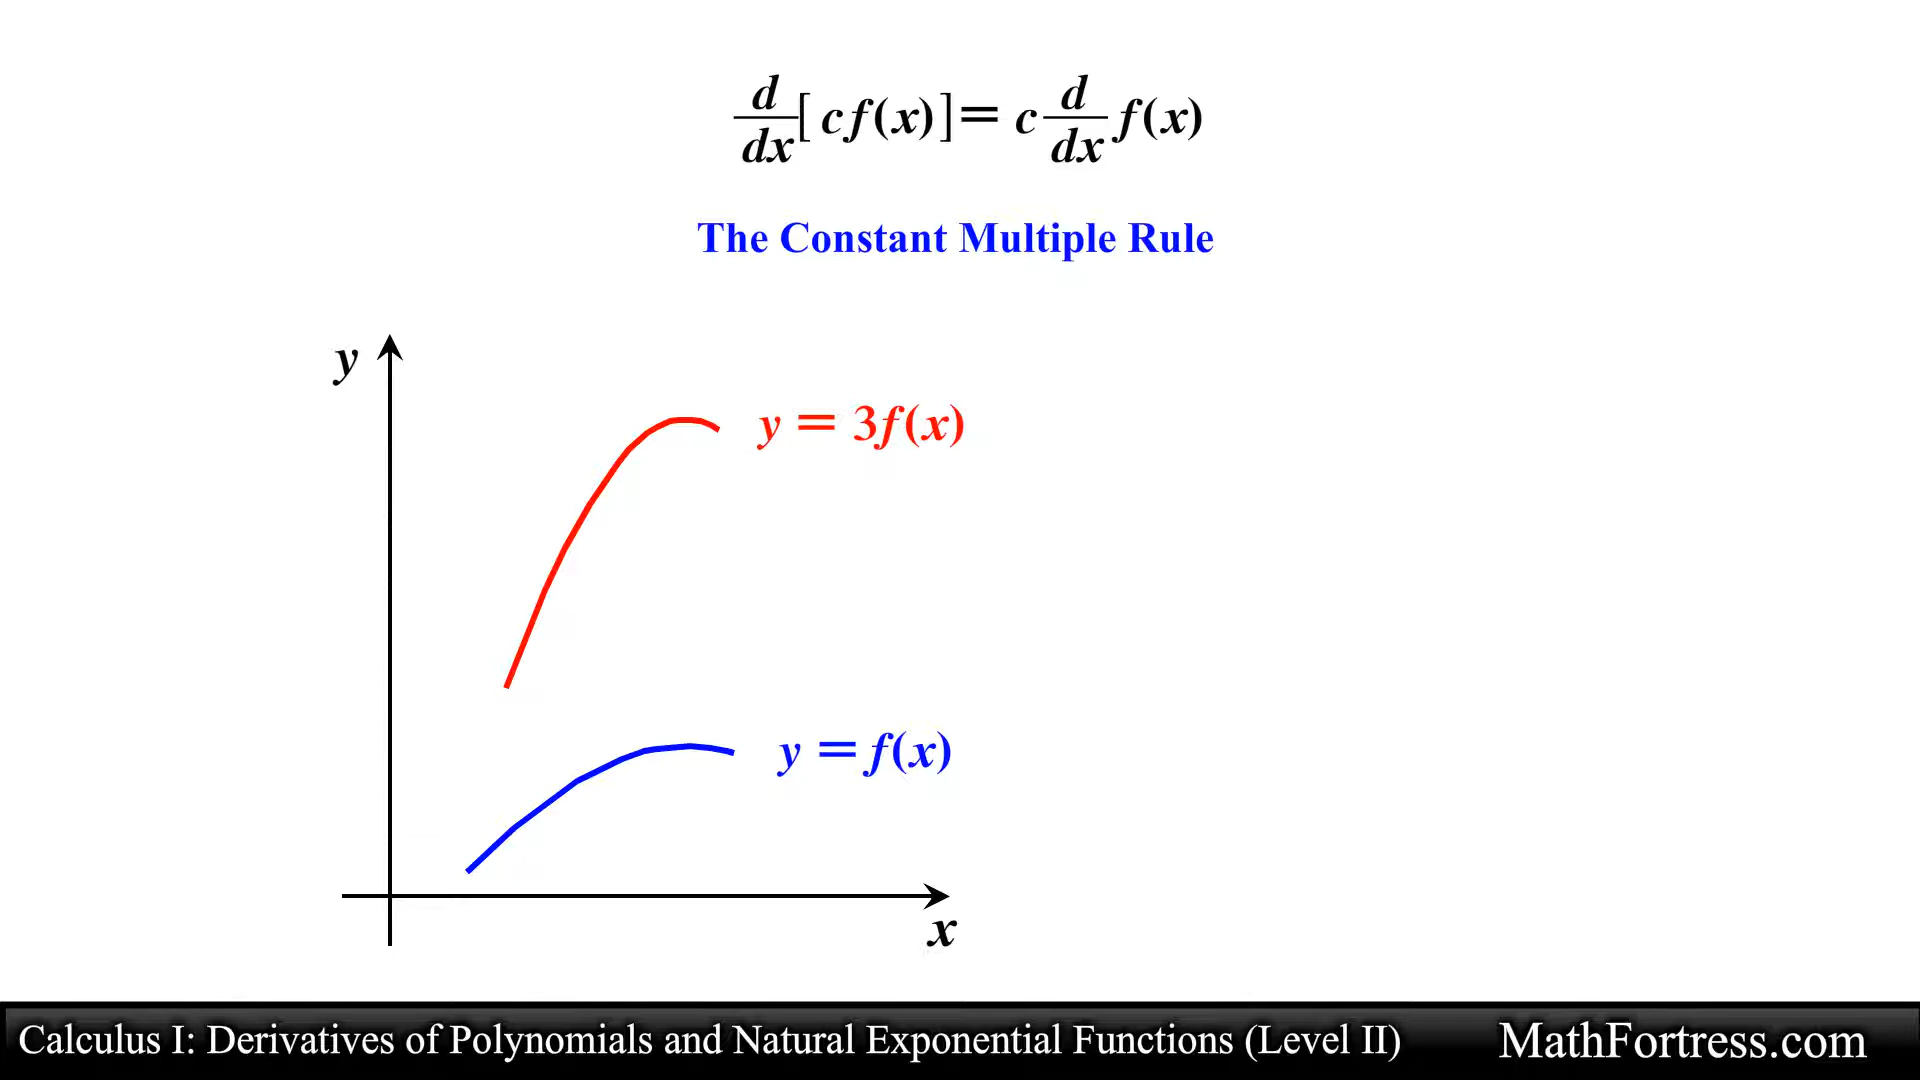 d/dx[cf(x)] = c d/dx f(x)
The Constant Multiple Rule
y
y = 3f(x)
y = f(x)
x
Calculus I: Derivatives of Polynomials and Natural Exponential Functions (Level II)
MathFortress.com